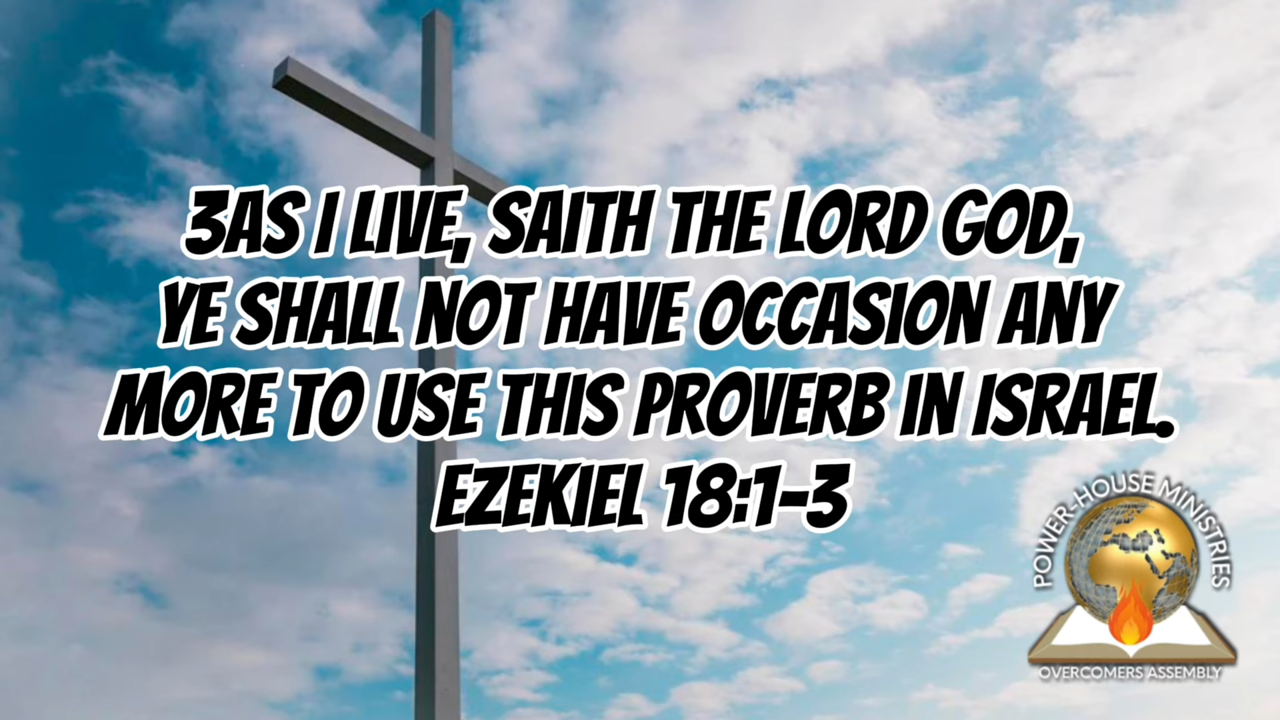 3AS I LIVE, SAITH THE LORD GOD,
YE SHALL NOT HAVE OCCASION ANY
MORE TO USE THIS PROVERB IN ISRAEL.
EZEKIEL 18:1-3
POWER-HOUSE MINISTRIES
OVERCOMERS ASSEMBLY